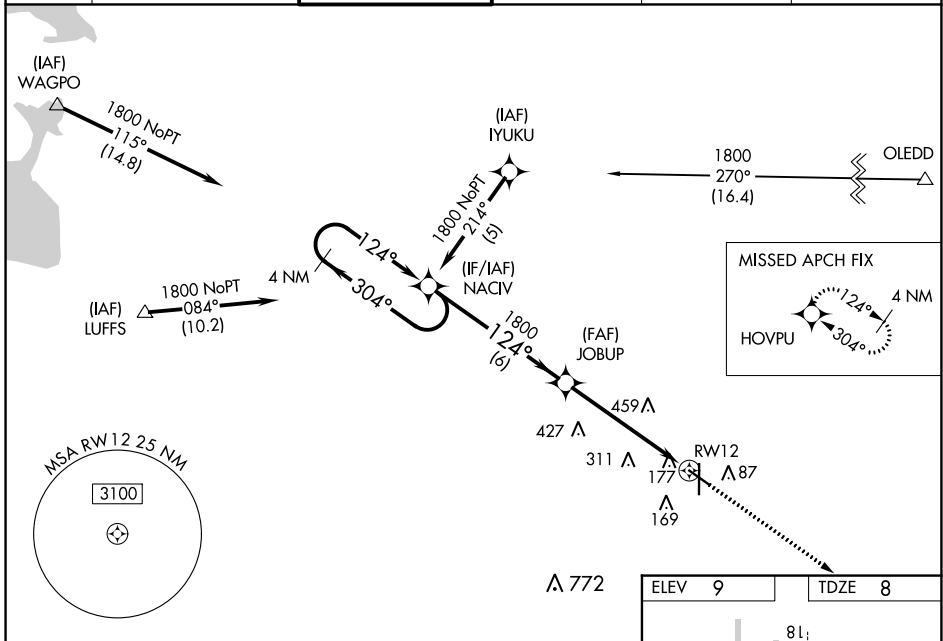 (IAF)
WAGPO
1800 NoPT
115°
(14.8)
(IAF)
IYUKU
1800 NoPT
214°
(5)
1800
270°
(16.4)
OLEDD
124°
304°
4 NM
(IF/IAF)
NACIV
(IAF)
LUFFS
1800 NoPT
084°
(10.2)
1800
124°
(6)
(FAF)
JOBUP
MISSED APCH FIX
HOVPU
124°
304°
4 NM
459
427
311
177
RW12
87
169
MSA RW12 25 NM
3100
772
ELEV 9
TDZE 8
18